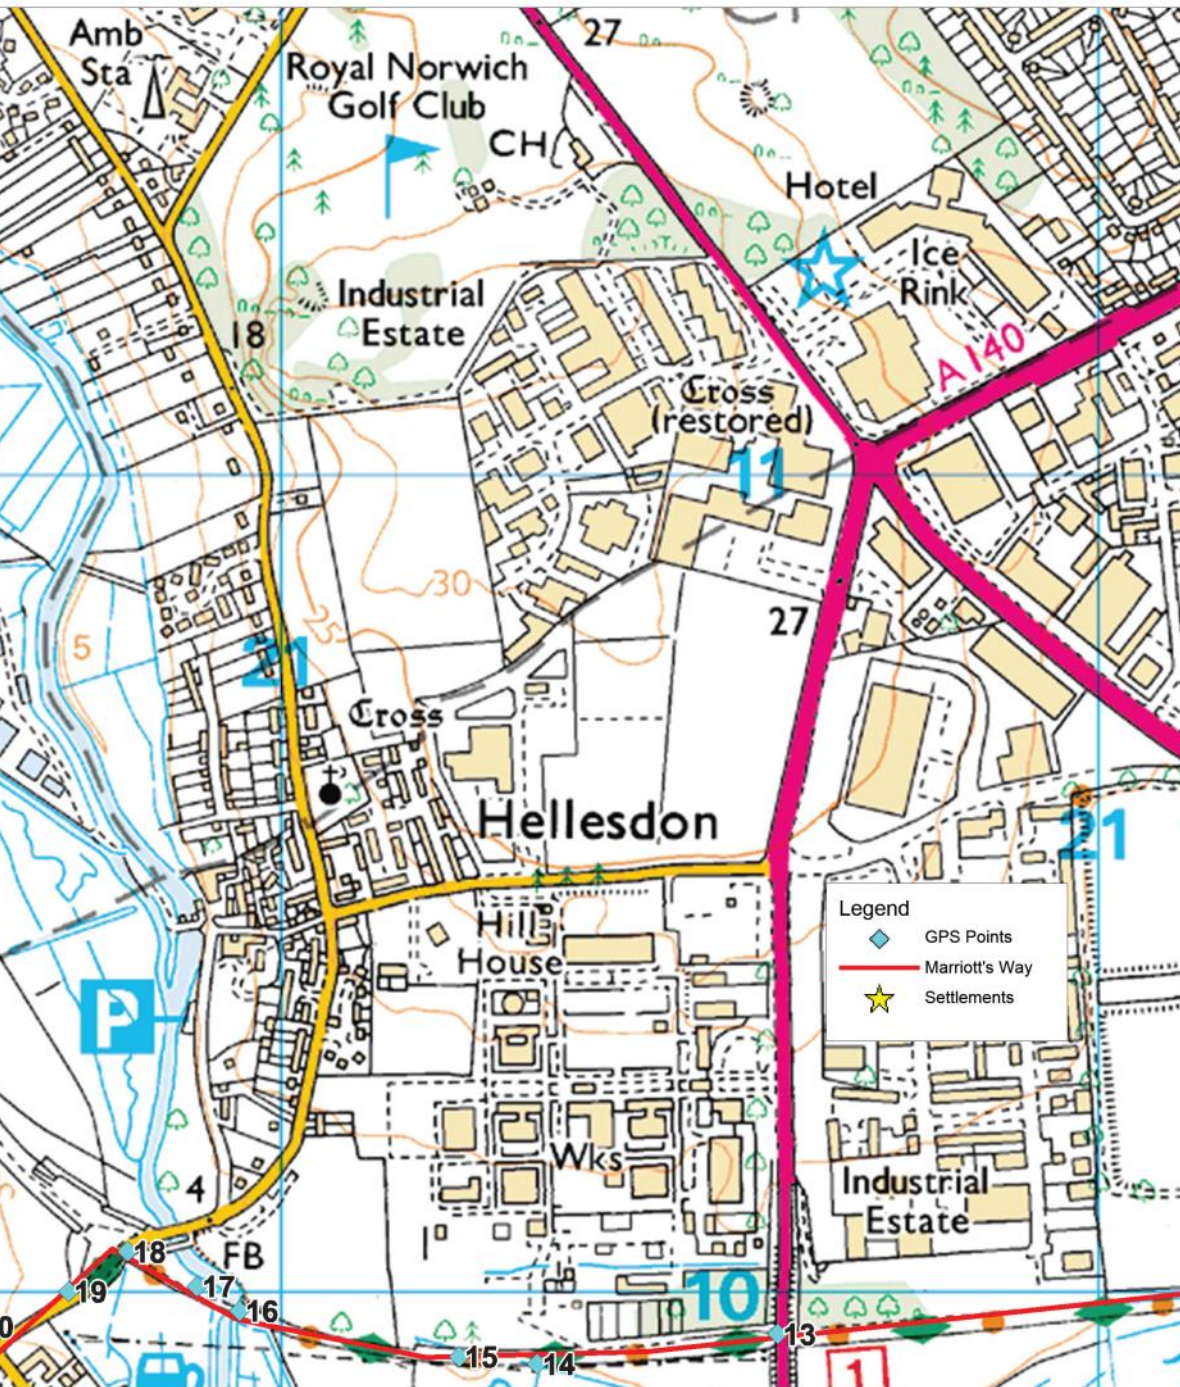 Amb
Sta
27
Royal Norwich
Golf Club
CH
Hotel
Ice
Rink
Industrial
Estate
18
A 140
Cross
(restored)
11
30
25
27
5
21
Cross
Hellesdon
21
Legend
GPS Points
Marriott's Way
Settlements
Hill
House
P
Wks
4
Industrial
Estate
FB
18
19
17
16
10
13
0
15
14
1